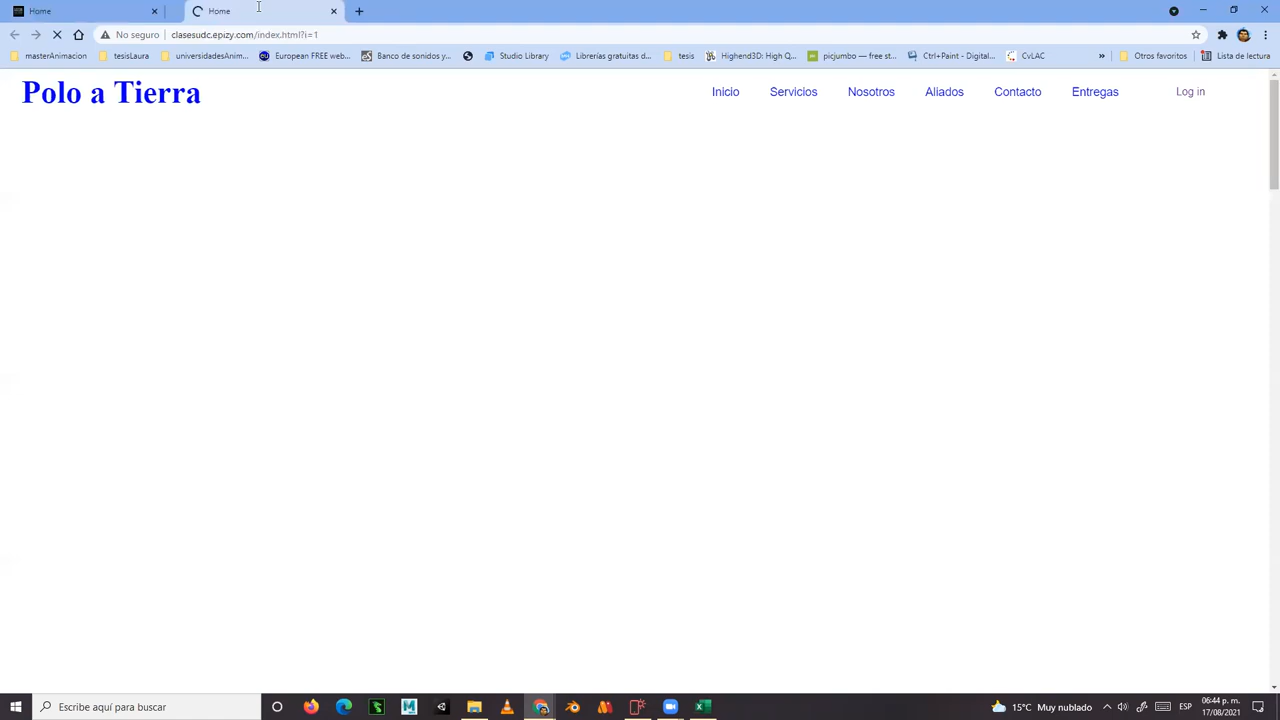 Home
Home
No seguro
clasesudc.epizy.com/index.html?i=1
masterAnimacion
tesisLaura
universidadesAnim...
European FREE web...
Banco de sonidos y...
Studio Library
Librerías gratuitas d...
tesis
Highend3D: High Q...
picjumbo — free st...
Ctrl+Paint - Digital...
CvLAC
»
Otros favoritos
Lista de lectura
Polo a Tierra
Inicio
Servicios
Nosotros
Aliados
Contacto
Entregas
Log in
Escribe aquí para buscar
15°C Muy nublado
ESP
06:44 p. m.
17/08/2021